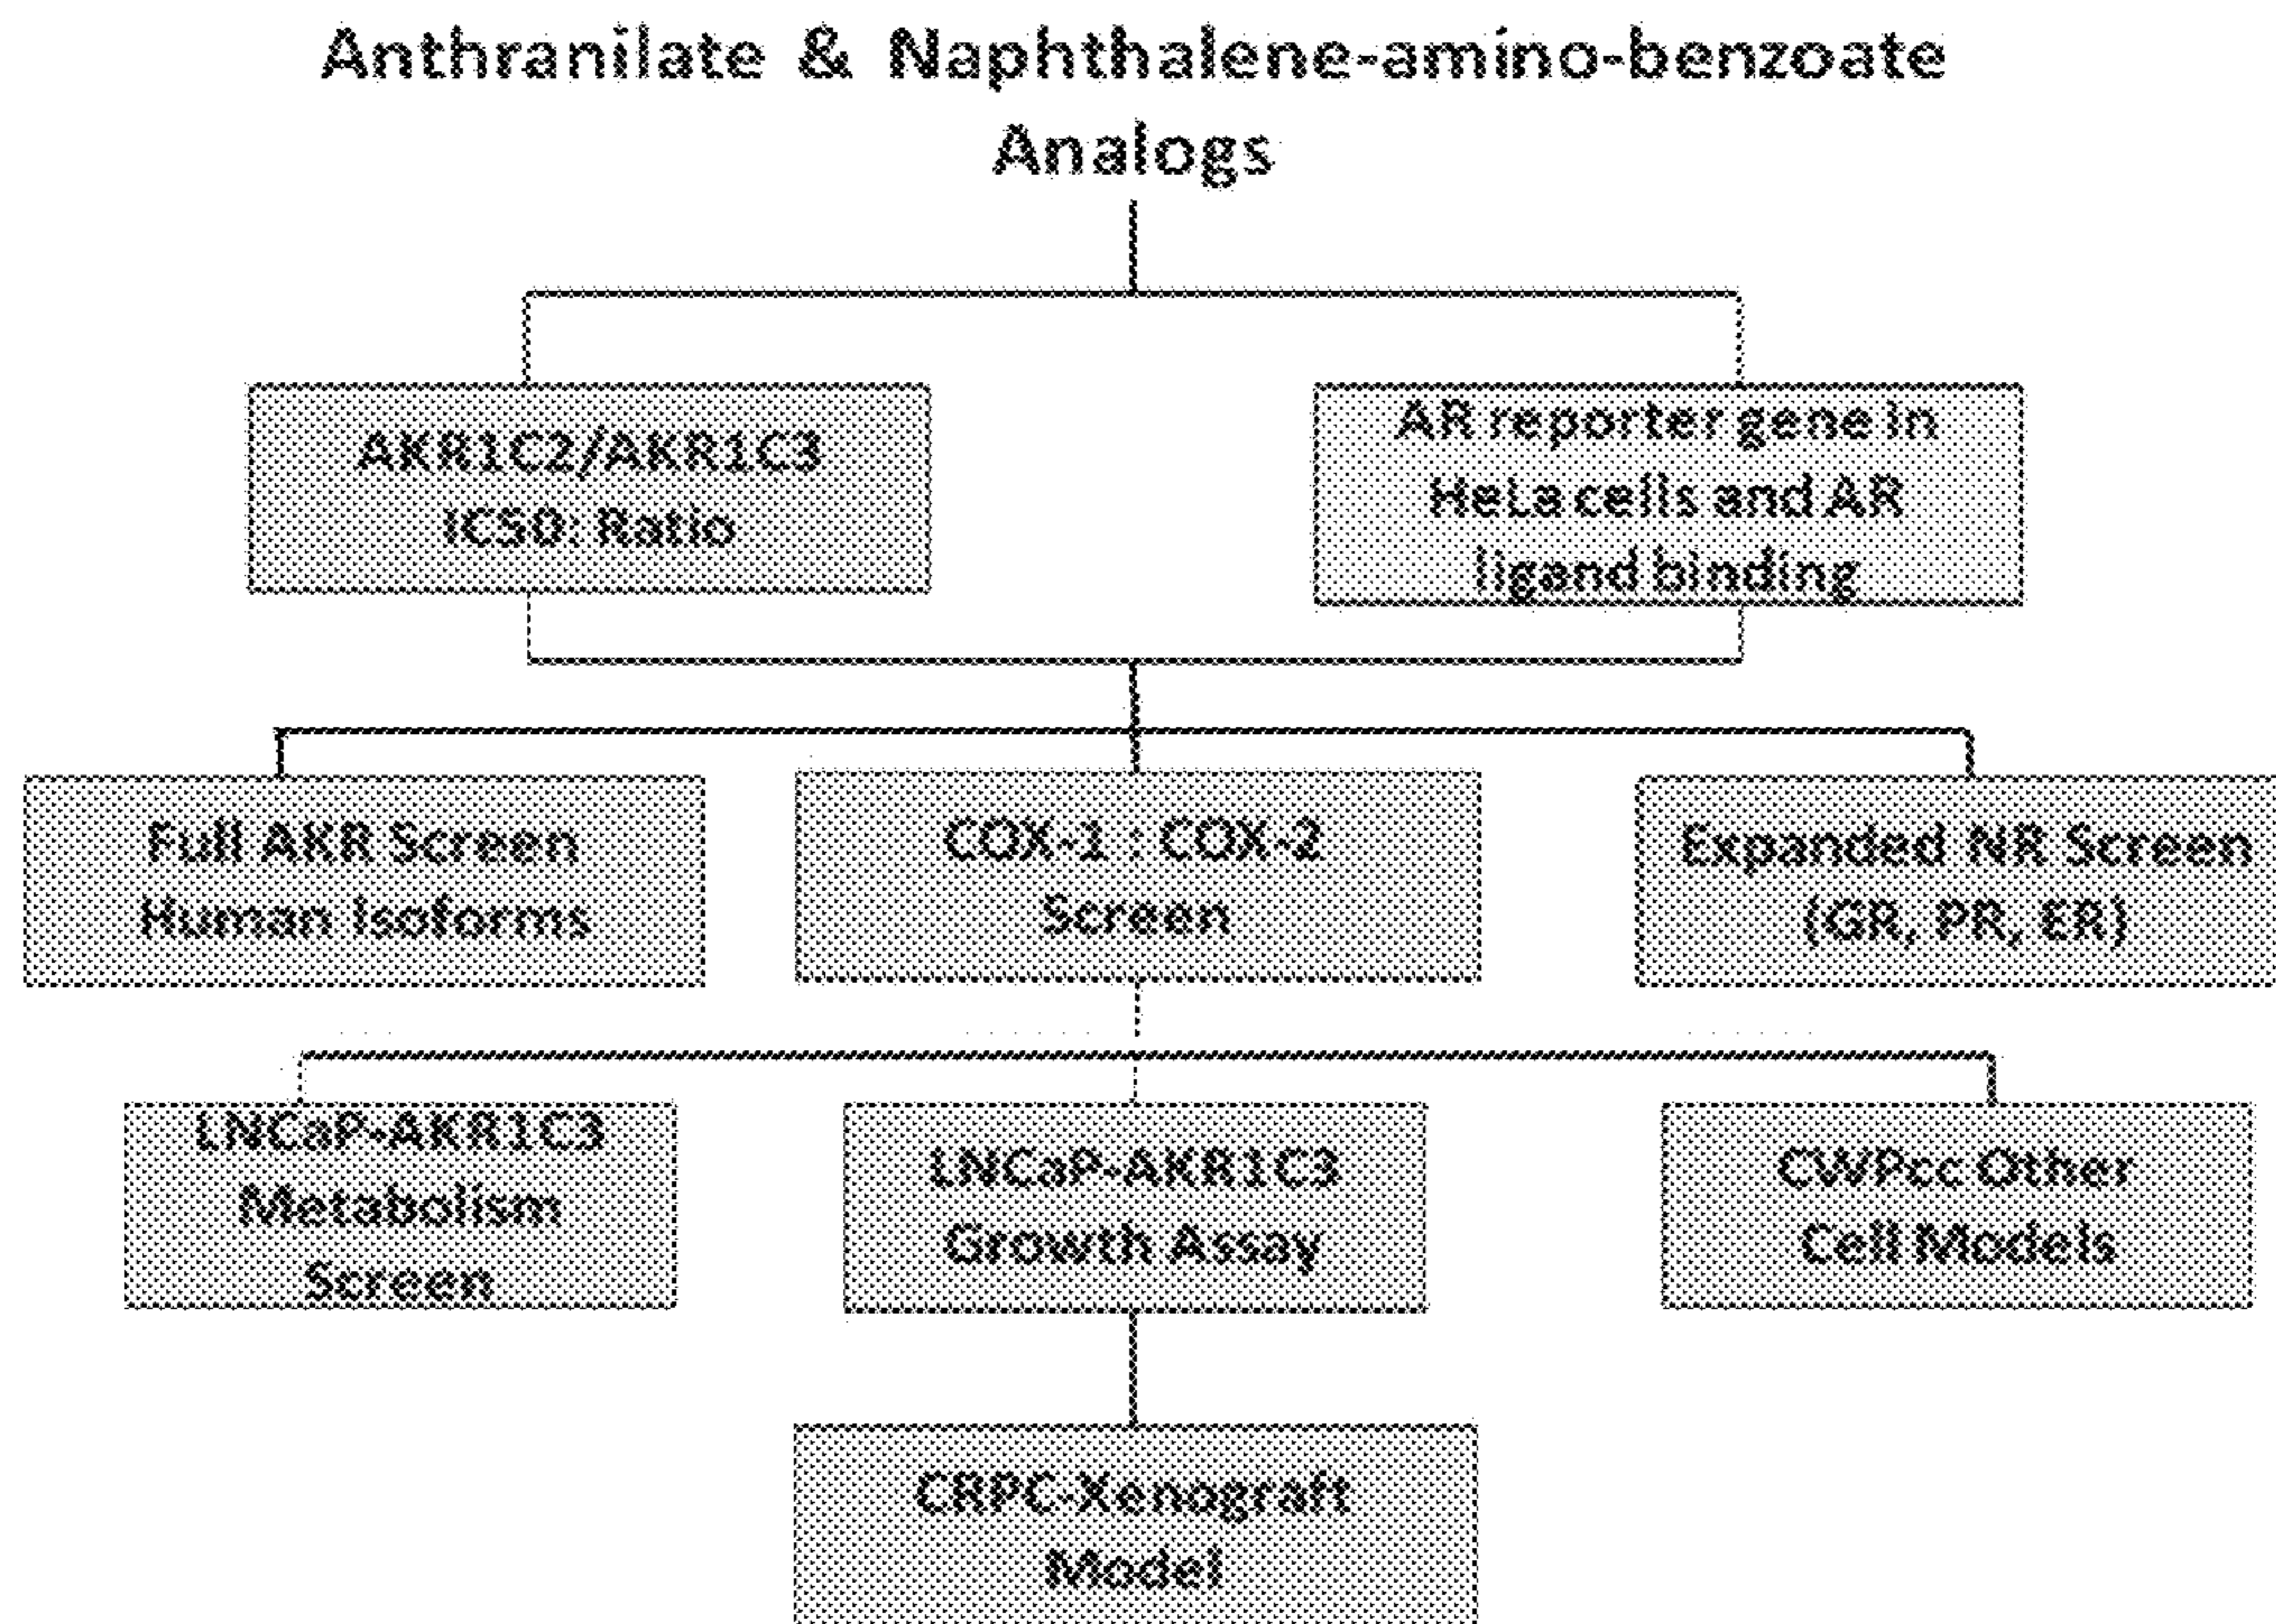 Anthranilate & Naphthalene-amino-benzoate
Analogs
AKR1C2/AKR1C3
IC50: Ratio
AR reporter gene in
HeLa cells and AR
ligand binding
Full AKR Screen
Human Isoforms
COX-1 : COX-2
Screen
Expanded NR Screen
(GR, PR, ER)
LNCaP-AKR1C3
Metabolism
Screen
LNCaP-AKR1C3
Growth Assay
CWPcc Other
Cell Models
CRPC-Xenograft
Model